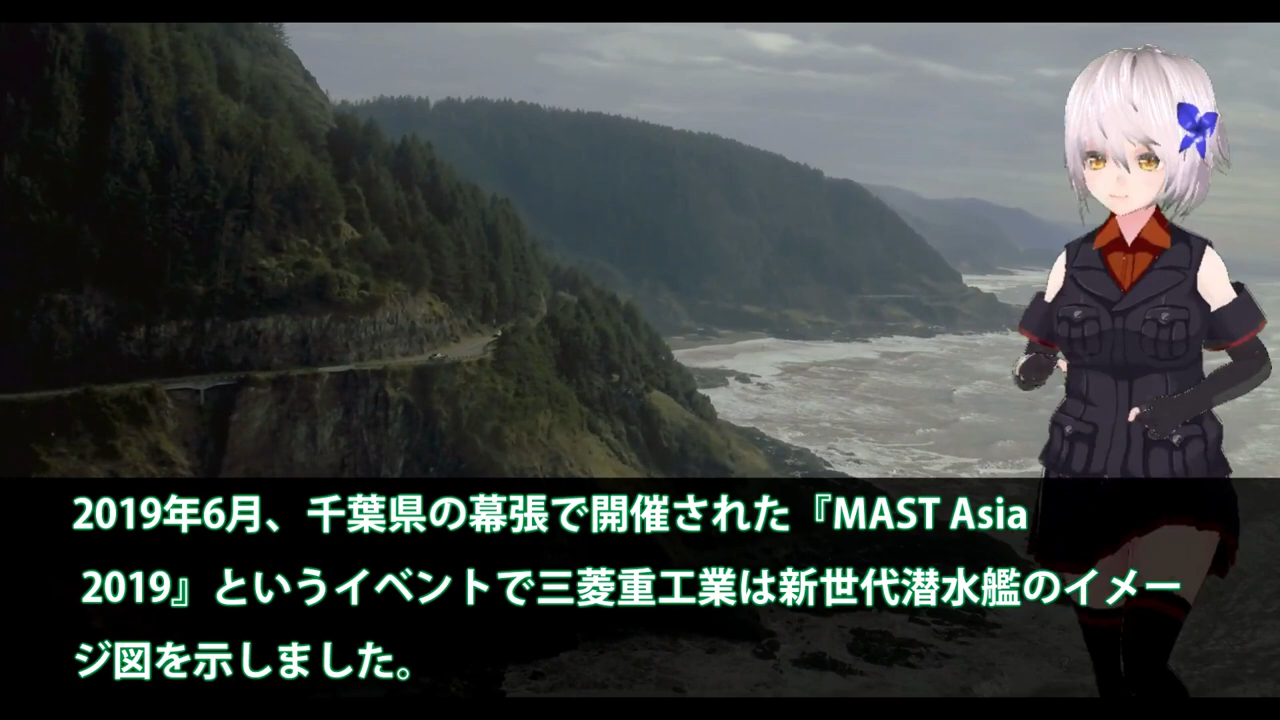 2019年6月、千葉県の幕張で開催された『MAST Asia
2019』というイベントで三菱重工業は新世代潜水艦のイメー
ジ図を示しました。